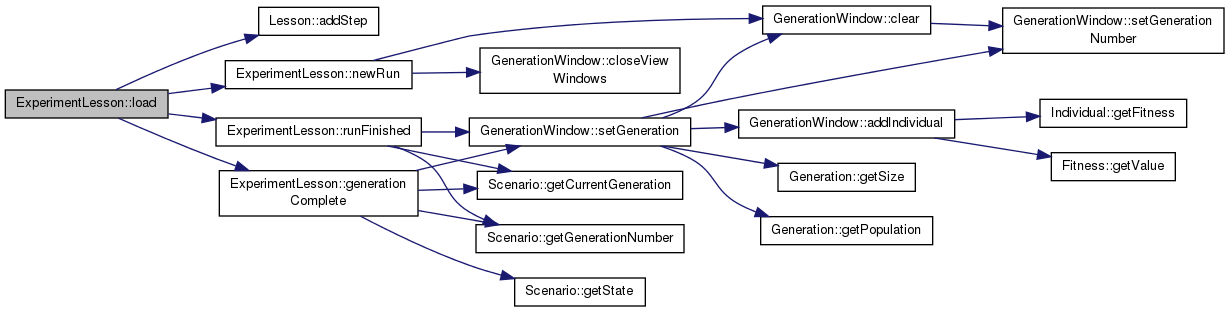 ExperimentLesson::load
Lesson::addStep
ExperimentLesson::newRun
ExperimentLesson::runFinished
ExperimentLesson::generation
Complete
GenerationWindow::closeView
Windows
GenerationWindow::setGeneration
Scenario::getCurrentGeneration
Scenario::getGenerationNumber
Scenario::getState
GenerationWindow::clear
GenerationWindow::addIndividual
Generation::getSize
Generation::getPopulation
GenerationWindow::setGeneration
Number
Individual::getFitness
Fitness::getValue